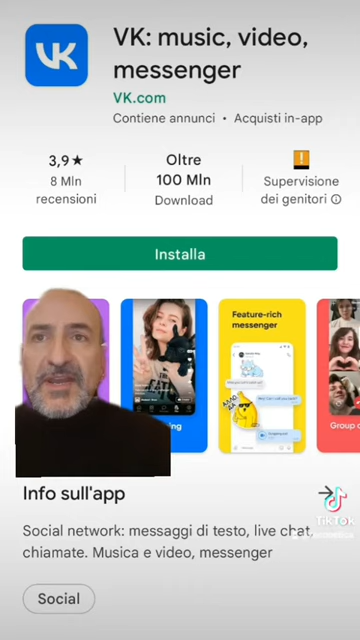 VK: music, video,
messenger
VK.com
Contiene annunci • Acquisti in-app
3,9★
8 Mln
recensioni
Oltre
100 Mln
Download
Supervisione
dei genitori
Installa
Feature-rich
messenger
Group c
Info sull'app
Social network: messaggi di testo, live chat,
chiamate. Musica e video, messenger
TikTok
Social